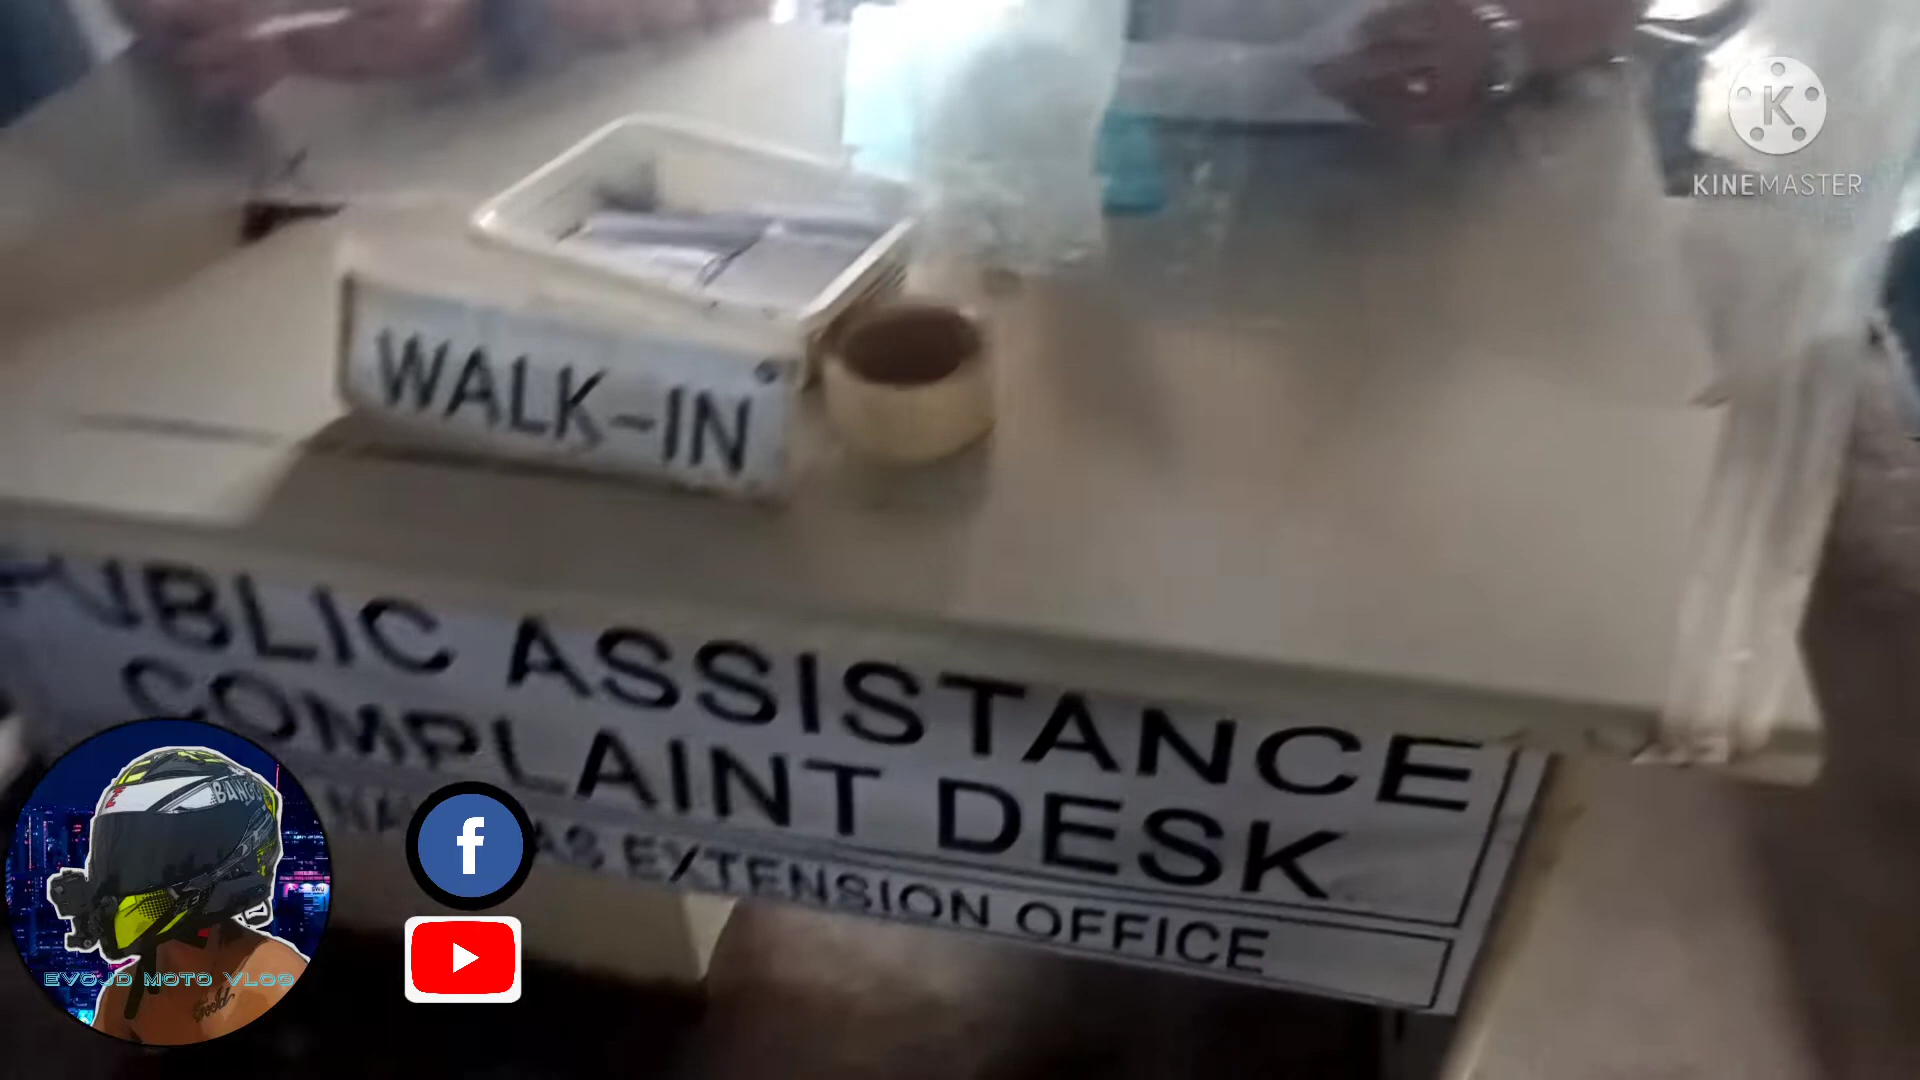 KINEMASTER
WALK-IN
PUBLIC ASSISTANCE
COMPLAINT DESK
EXTENSION OFFICE
EVOJD MOTO VLOG